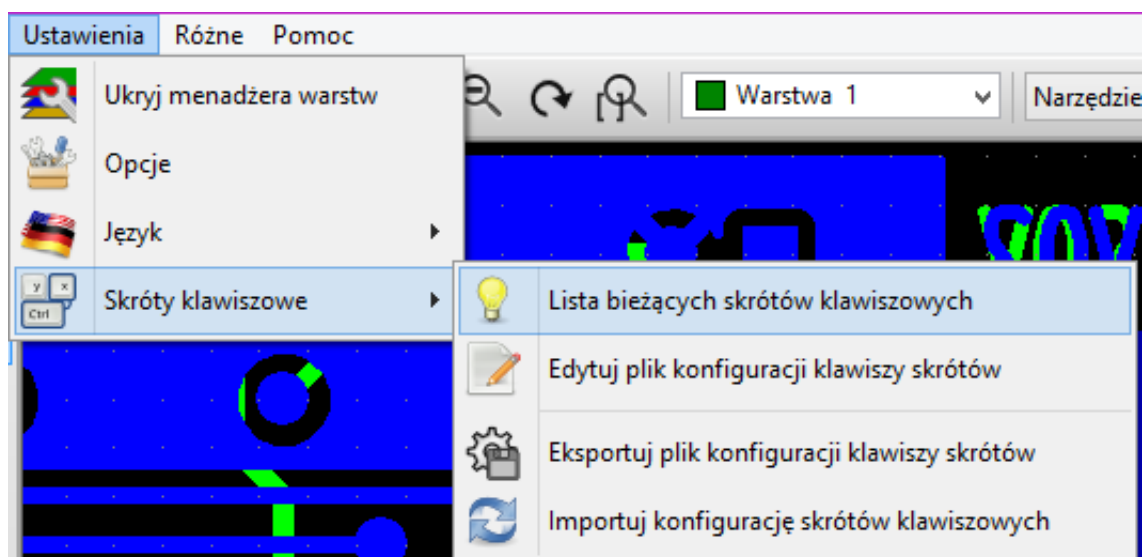 Ustawienia Różne Pomoc
Ukryj menadżera warstw
Warstwa 1
Narzędzie
Opcje
Język
y x
Ctrl
Skróty klawiszowe
Lista bieżących skrótów klawiszowych
Edytuj plik konfiguracji klawiszy skrótów
Eksportuj plik konfiguracji klawiszy skrótów
Importuj konfigurację skrótów klawiszowych